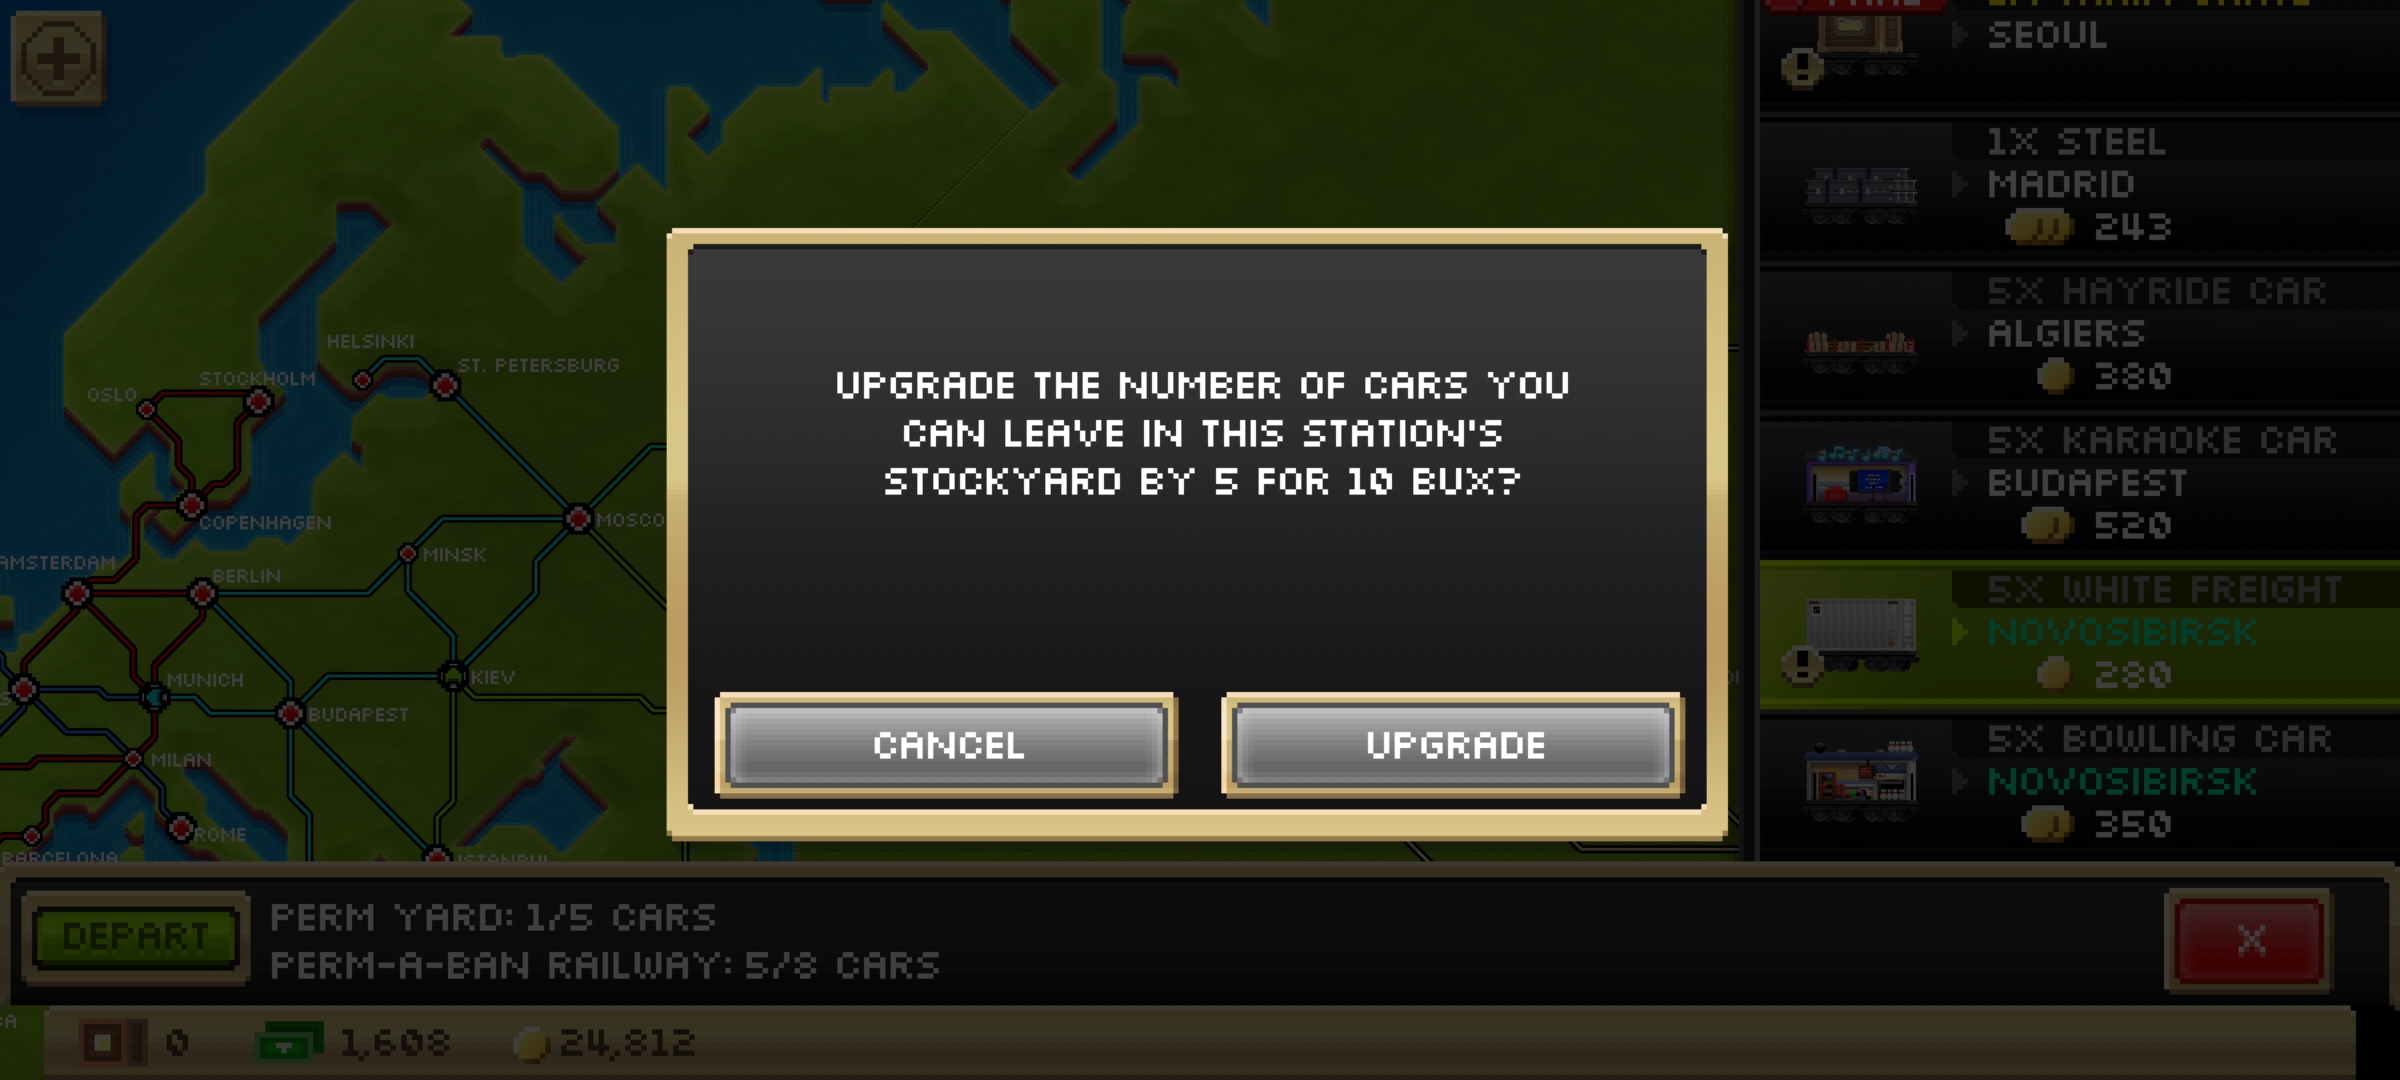 SEOUL
1X STEEL
MADRID
243
5X HAYRIDE CAR
ALGIERS
380
5X KARAOKE CAR
BUDAPEST
520
5X WHITE FREIGHT
NOVOSIBIRSK
280
5X BOWLING CAR
NOVOSIBIRSK
350
HELSINKI
ST. PETERSBURG
STOCKHOLM
OSLO
COPENHAGEN
MOSCO
MINSK
AMSTERDAM
BERLIN
KIEV
MUNICH
BUDAPEST
MILAN
ROME
BARCELONA
ISTANBUL
UPGRADE THE NUMBER OF CARS YOU
CAN LEAVE IN THIS STATION'S
STOCKYARD BY 5 FOR 10 BUX?
CANCEL
UPGRADE
DEPART
PERM YARD: 1/5 CARS
PERM-A-BAN RAILWAY: 5/8 CARS
X
0
1,608
24,812